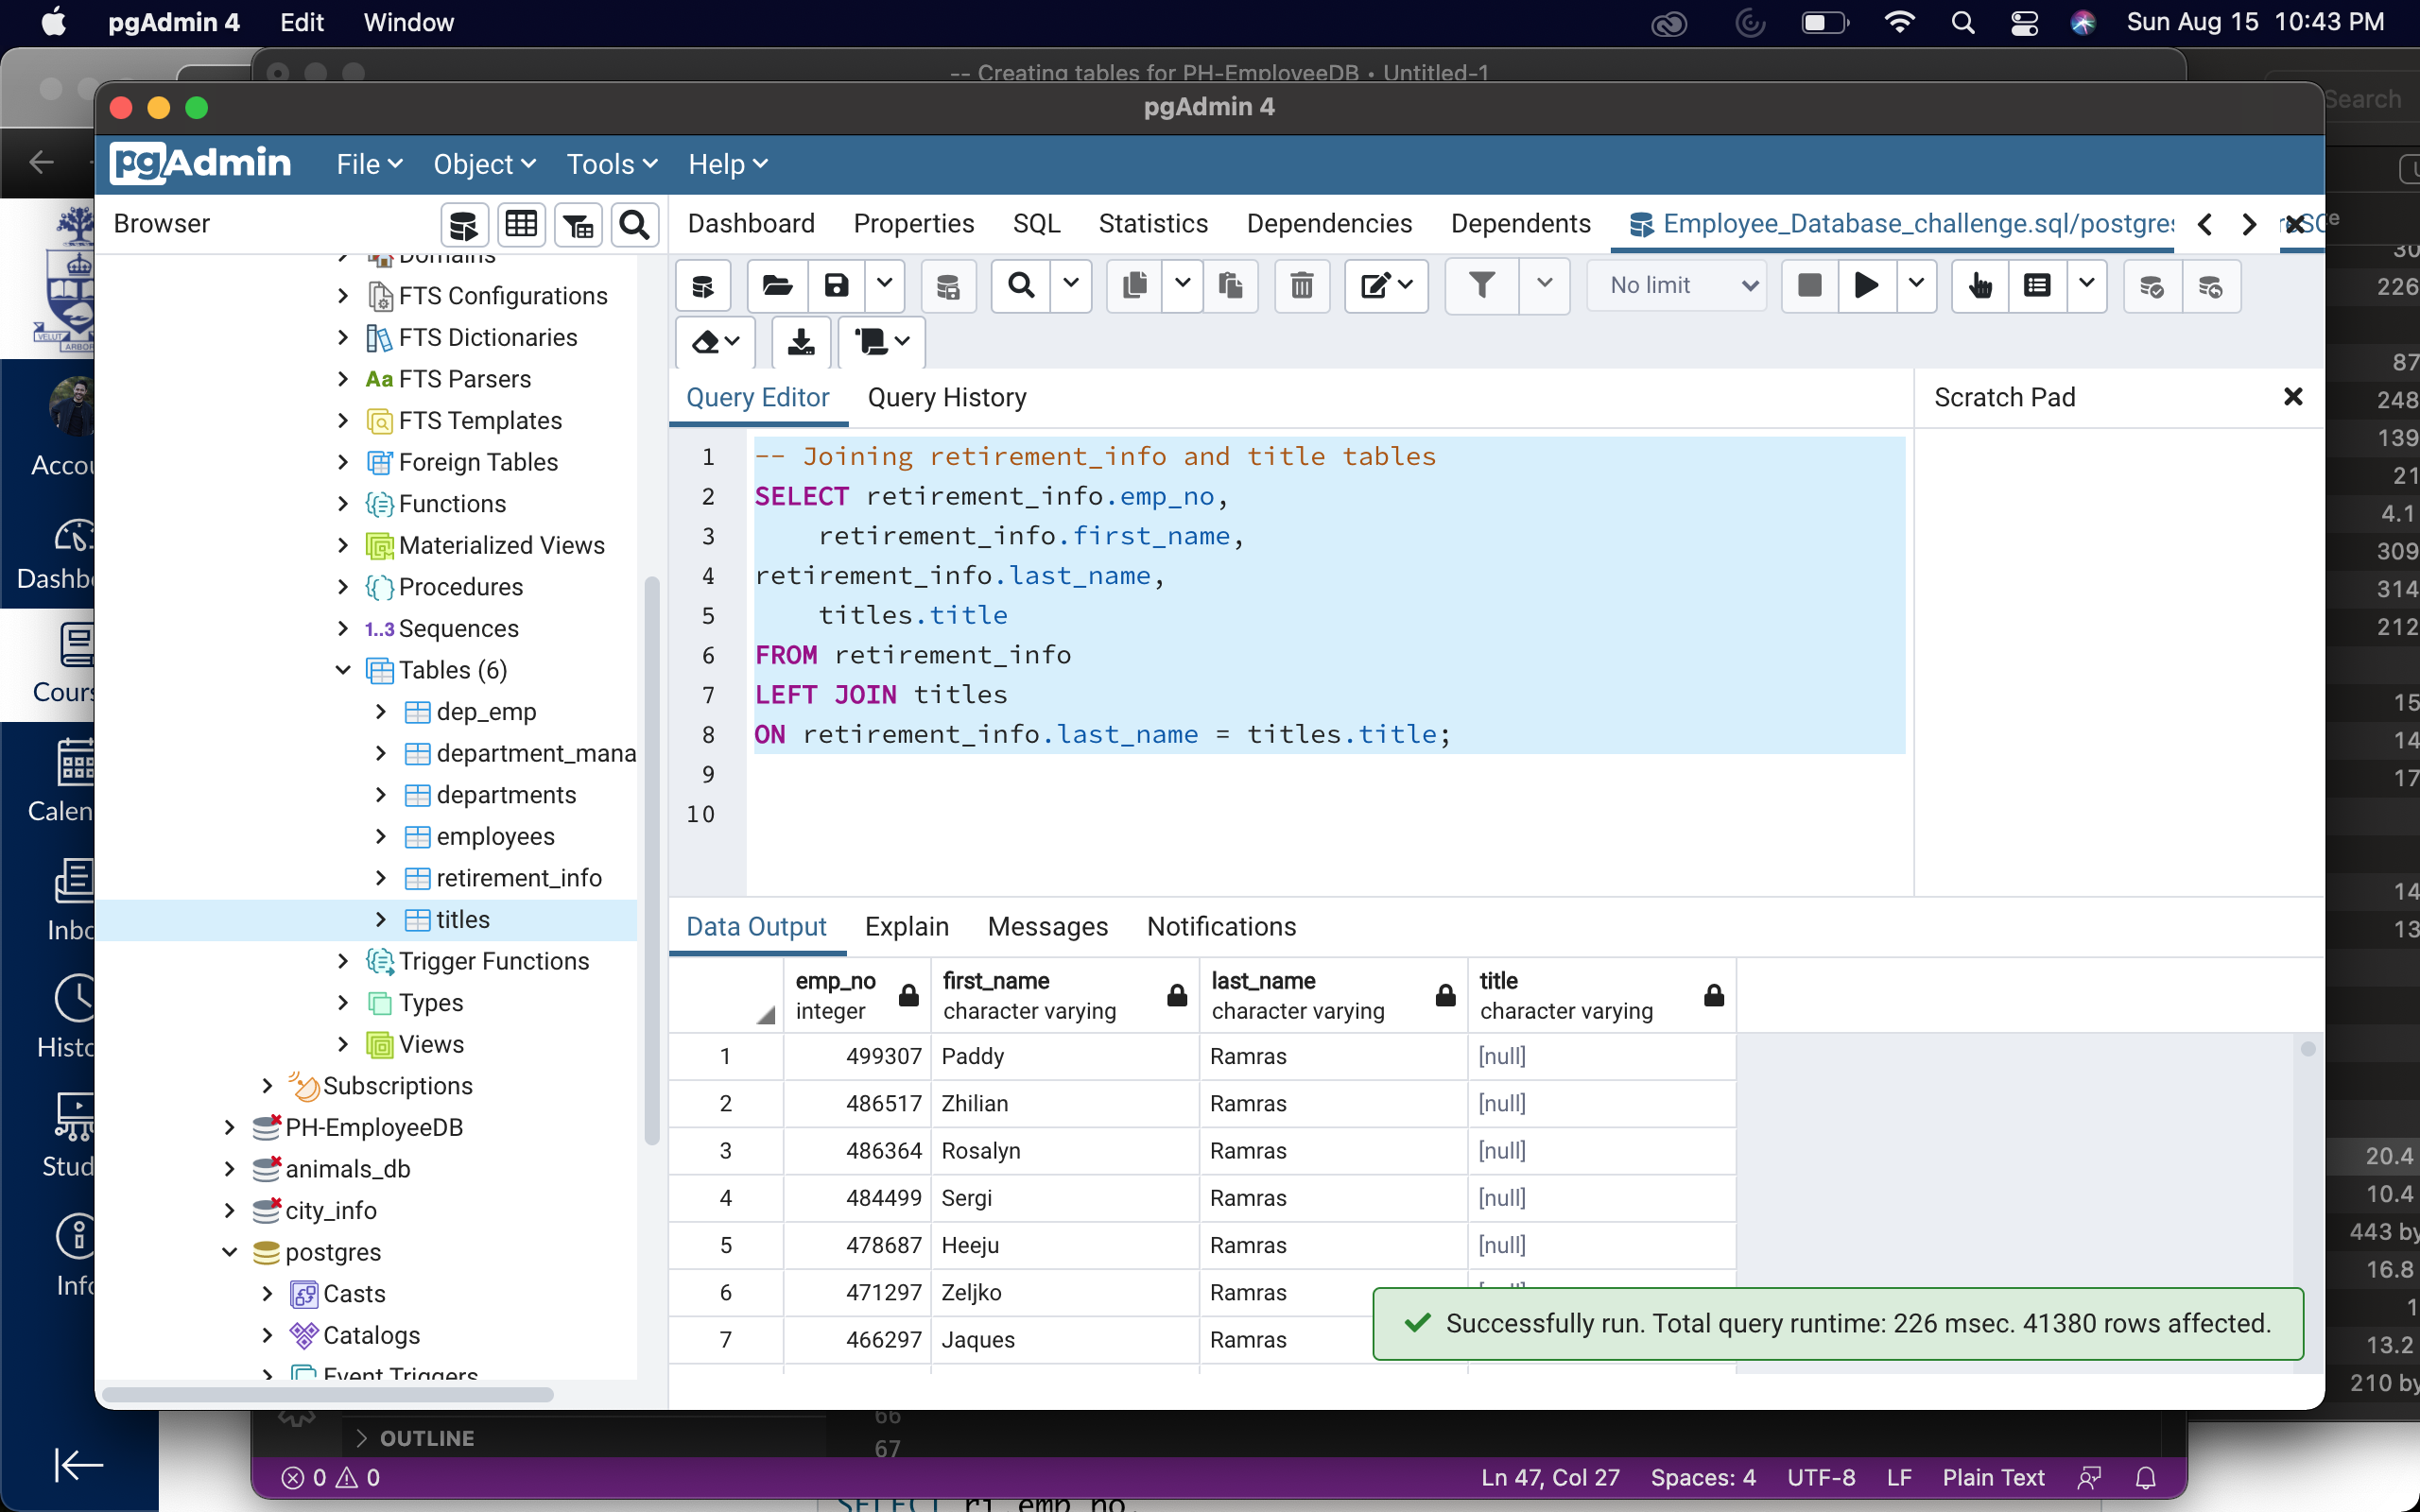 pgAdmin 4 Edit Window Sun Aug 15 10:43 PM
-- Creating tables for PH-EmployeeDB • Untitled-1
Search
pgAdmin 4
pgAdmin File Object Tools Help
Browser
Dashboard Properties SQL Statistics Dependencies Dependents Employee_Database_challenge.sql/postgres
No limit
Domains
FTS Configurations
FTS Dictionaries
Aa FTS Parsers
FTS Templates
Foreign Tables
Functions
Materialized Views
Procedures
1..3 Sequences
Tables (6)
dep_emp
department_mana
departments
employees
retirement_info
titles
Trigger Functions
Types
Views
Subscriptions
PH-EmployeeDB
animals_db
city_info
postgres
Casts
Catalogs
Event Triggers
Query Editor Query History
Scratch Pad
1 -- Joining retirement_info and title tables
2 SELECT retirement_info.emp_no,
3 retirement_info.first_name,
4 retirement_info.last_name,
5 titles.title
6 FROM retirement_info
7 LEFT JOIN titles
8 ON retirement_info.last_name = titles.title;
9
10
Data Output Explain Messages Notifications
emp_no first_name last_name title
integer character varying character varying character varying
1 499307 Paddy Ramras [null]
2 486517 Zhilian Ramras [null]
3 486364 Rosalyn Ramras [null]
4 484499 Sergi Ramras [null]
5 478687 Heeju Ramras [null]
6 471297 Zeljko Ramras
7 466297 Jaques Ramras
Successfully run. Total query runtime: 226 msec. 41380 rows affected.
VELUT ARBOR
Accou
Dashb
Cours
Calen
Inbo
Histo
Stud
Info
226
87
248
139
21
4.1
309
314
212
15
14
17
14
13
20.4
10.4
443 by
16.8
1
13.2
210 by
66
OUTLINE
67
0 0
Ln 47, Col 27 Spaces: 4 UTF-8 LF Plain Text
SELECT ri.emp_no,